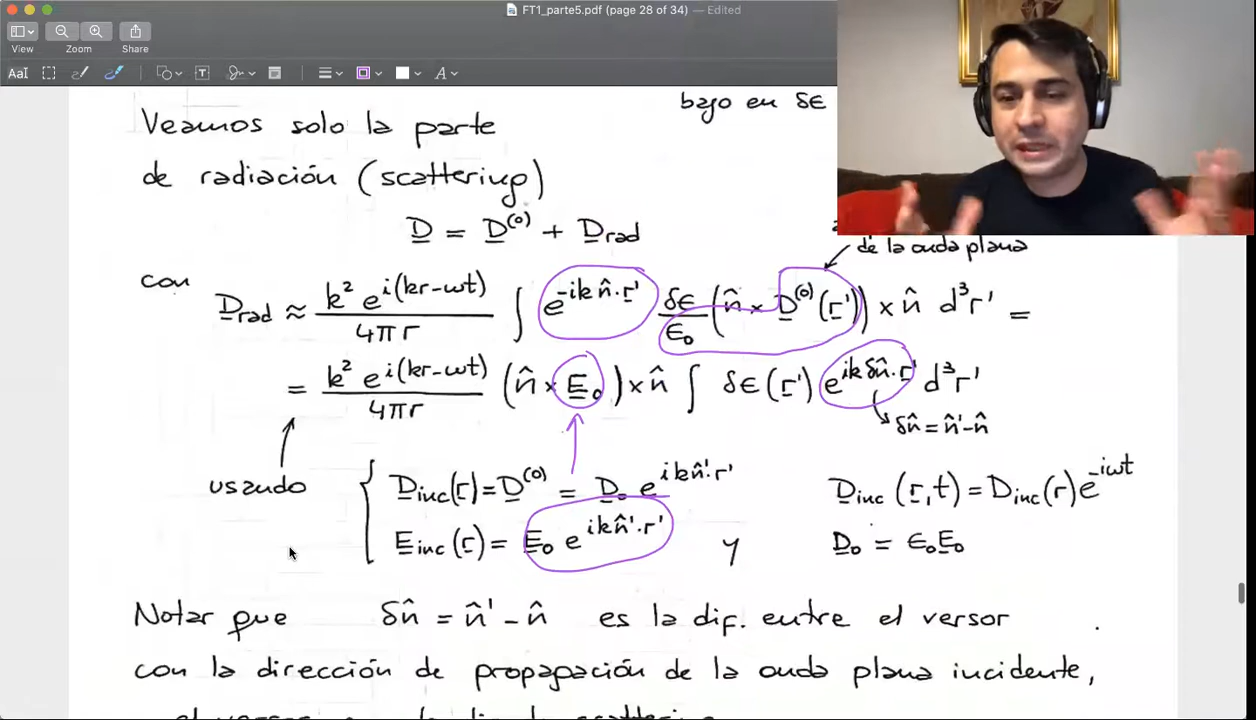 FT1_parte5.pdf (page 28 of 34) — Edited
View Zoom Share
AaI T A
bajo en δϵ
Veamos solo la parte
de radiación (scattering)
D = D⁽⁰⁾ + Drad
de la onda plana
con
Drad ≈ k² e^i(kr-ωt) / 4πr ∫ e^-ik n̂·r' δϵ/ϵ₀ (n̂ × D⁽⁰⁾(r')) × n̂ d³r' =
= k² e^i(kr-ωt) / 4πr (n̂ × E₀) × n̂ ∫ δϵ(r') e^ikδn̂·r' d³r'
δn̂ = n̂' - n̂
usando { Dinc(r) = D⁽⁰⁾ = D₀ e^ikn̂'·r' Dinc(r,t) = Dinc(r) e^-iωt
Einc(r) = E₀ e^ikn̂'·r' y D₀ = ϵ₀E₀
Notar que δn̂ = n̂' - n̂ es la dif. entre el versor
con la dirección de propagación de la onda plana incidente,